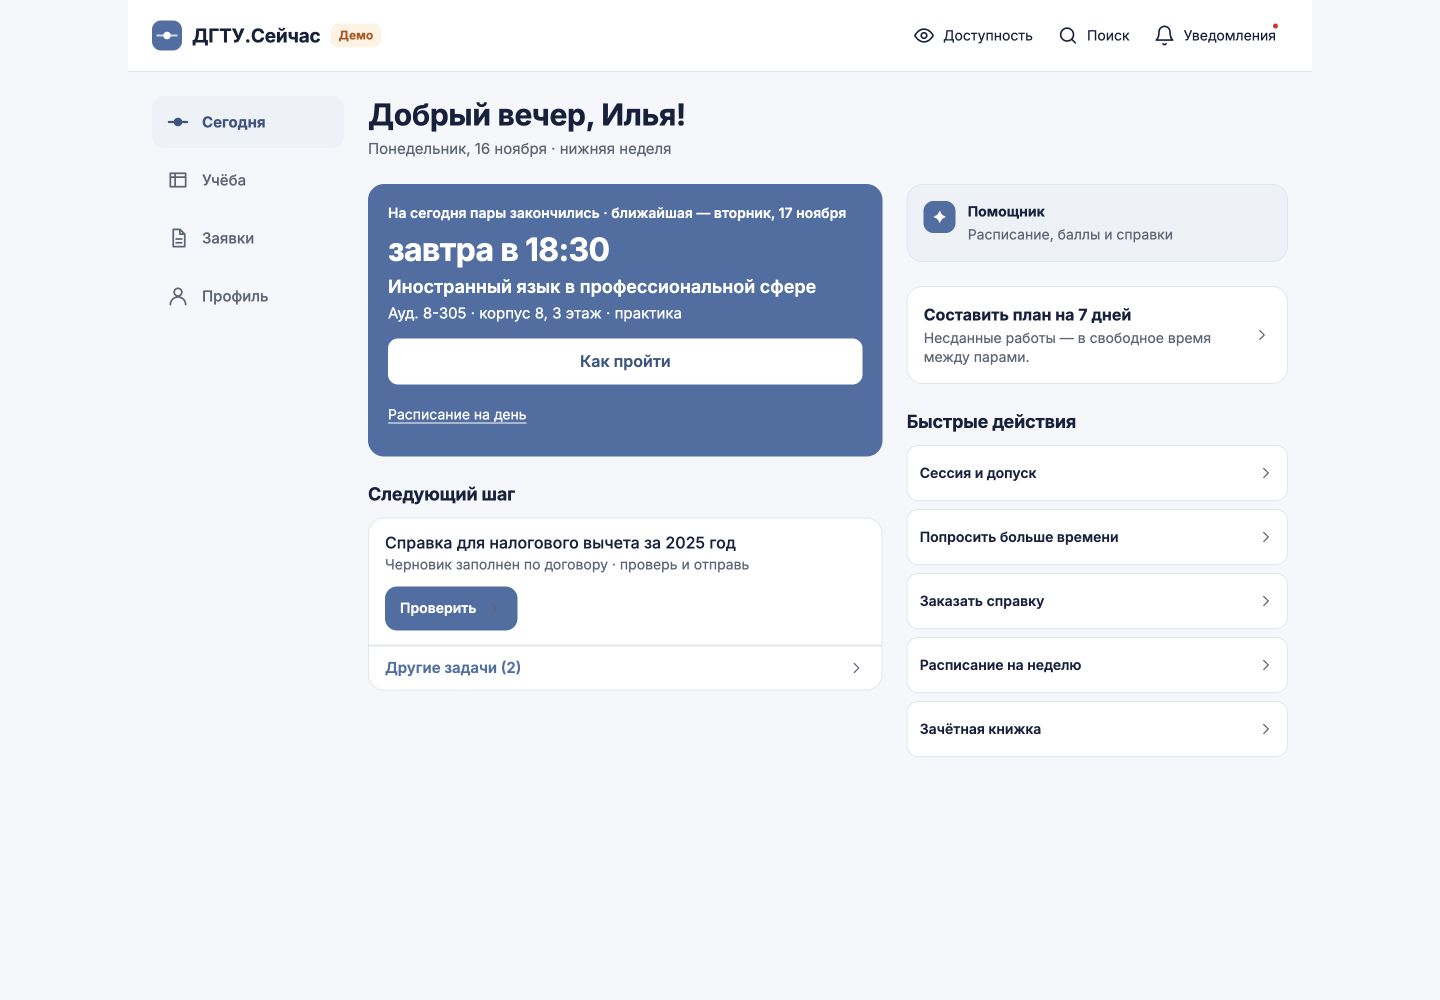 ДГТУ.Сейчас
Демо
Доступность
Поиск
Уведомления
Сегодня
Учёба
Заявки
Профиль
Добрый вечер, Илья!
Понедельник, 16 ноября · нижняя неделя
На сегодня пары закончились · ближайшая — вторник, 17 ноября
завтра в 18:30
Иностранный язык в профессиональной сфере
Ауд. 8-305 · корпус 8, 3 этаж · практика
Как пройти
Расписание на день
Следующий шаг
Справка для налогового вычета за 2025 год
Черновик заполнен по договору · проверь и отправь
Проверить
Другие задачи (2)
Помощник
Расписание, баллы и справки
Составить план на 7 дней
Несданные работы — в свободное время
между парами.
Быстрые действия
Сессия и допуск
Попросить больше времени
Заказать справку
Расписание на неделю
Зачётная книжка